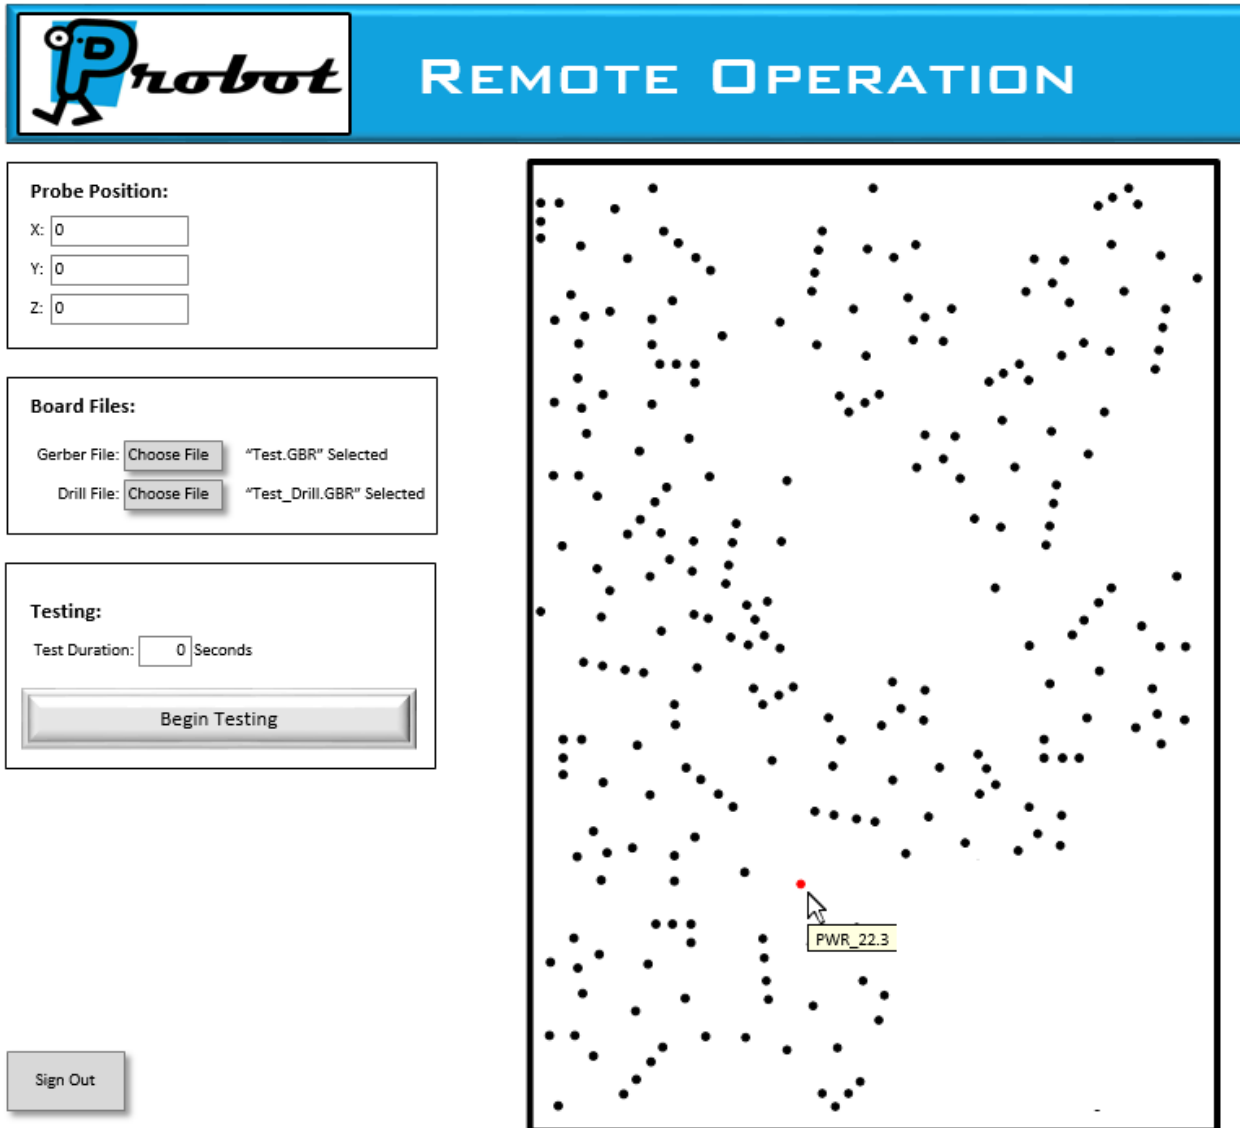 Probot
REMOTE OPERATION
Probe Position:
X: 0
Y: 0
Z: 0
Board Files:
Gerber File: Choose File "Test.GBR" Selected
Drill File: Choose File "Test_Drill.GBR" Selected
Testing:
Test Duration: 0 Seconds
Begin Testing
PWR_22.3
Sign Out